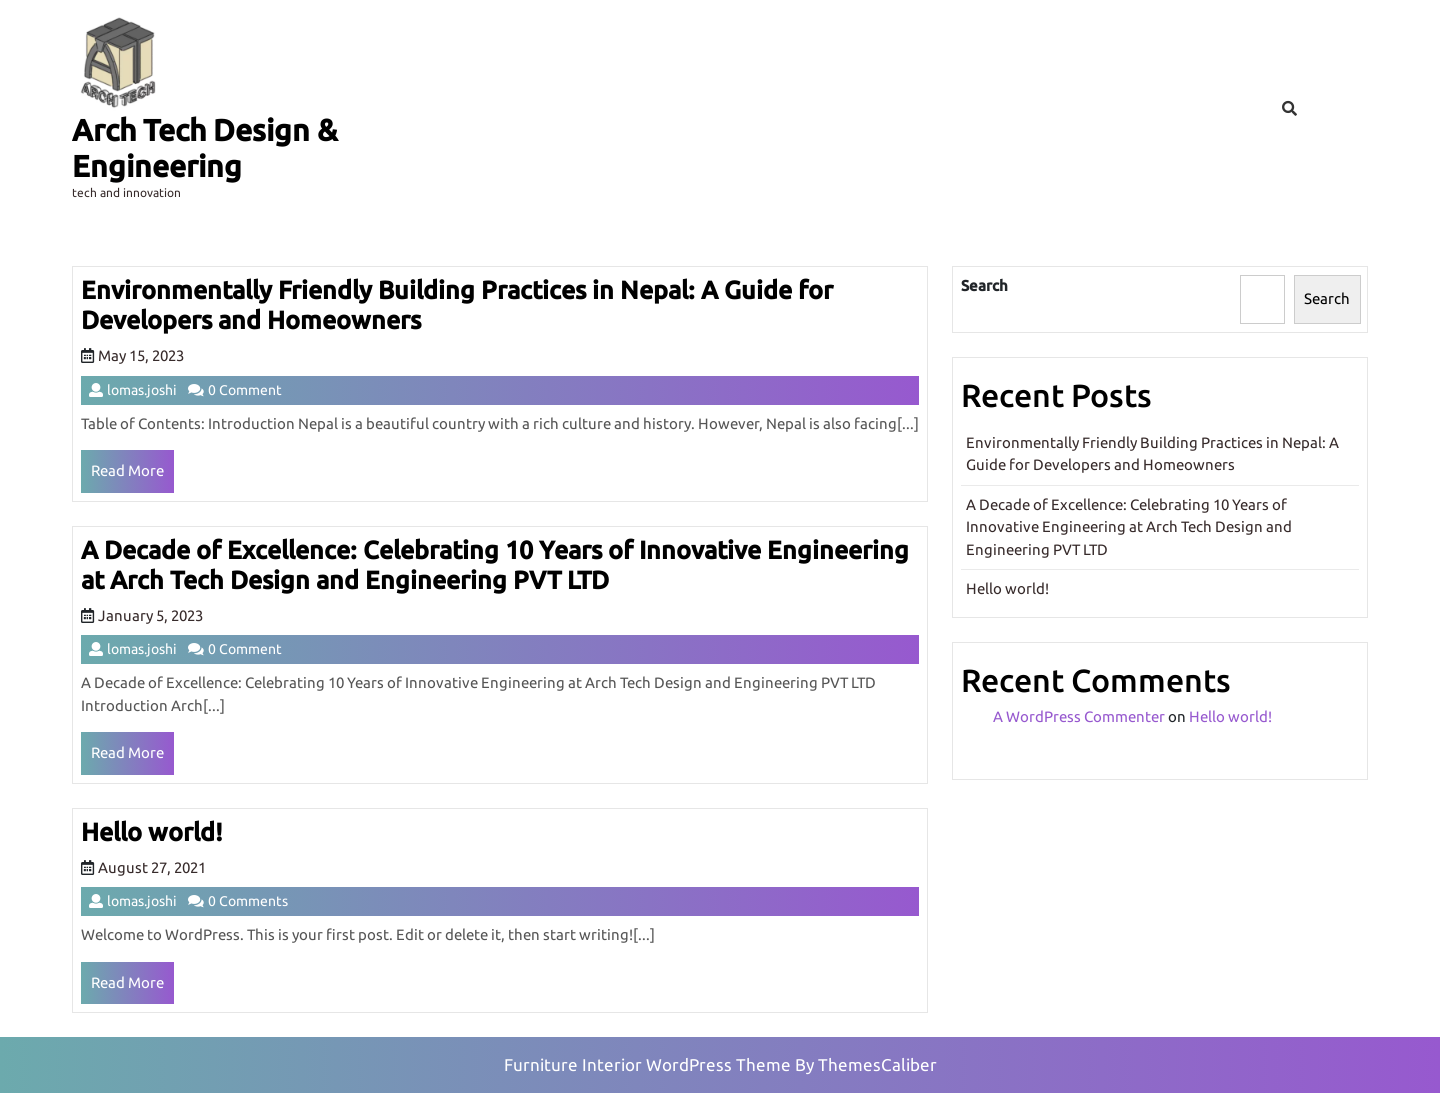 ARCH TECH
Arch Tech Design &
Engineering
tech and innovation
Environmentally Friendly Building Practices in Nepal: A Guide for
Developers and Homeowners
May 15, 2023
lomas.joshi 0 Comment
Table of Contents: Introduction Nepal is a beautiful country with a rich culture and history. However, Nepal is also facing[...]
Read More
A Decade of Excellence: Celebrating 10 Years of Innovative Engineering
at Arch Tech Design and Engineering PVT LTD
January 5, 2023
lomas.joshi 0 Comment
A Decade of Excellence: Celebrating 10 Years of Innovative Engineering at Arch Tech Design and Engineering PVT LTD
Introduction Arch[...]
Read More
Hello world!
August 27, 2021
lomas.joshi 0 Comments
Welcome to WordPress. This is your first post. Edit or delete it, then start writing![...]
Read More
Search
Search
Recent Posts
Environmentally Friendly Building Practices in Nepal: A
Guide for Developers and Homeowners
A Decade of Excellence: Celebrating 10 Years of
Innovative Engineering at Arch Tech Design and
Engineering PVT LTD
Hello world!
Recent Comments
A WordPress Commenter on Hello world!
Furniture Interior WordPress Theme By ThemesCaliber